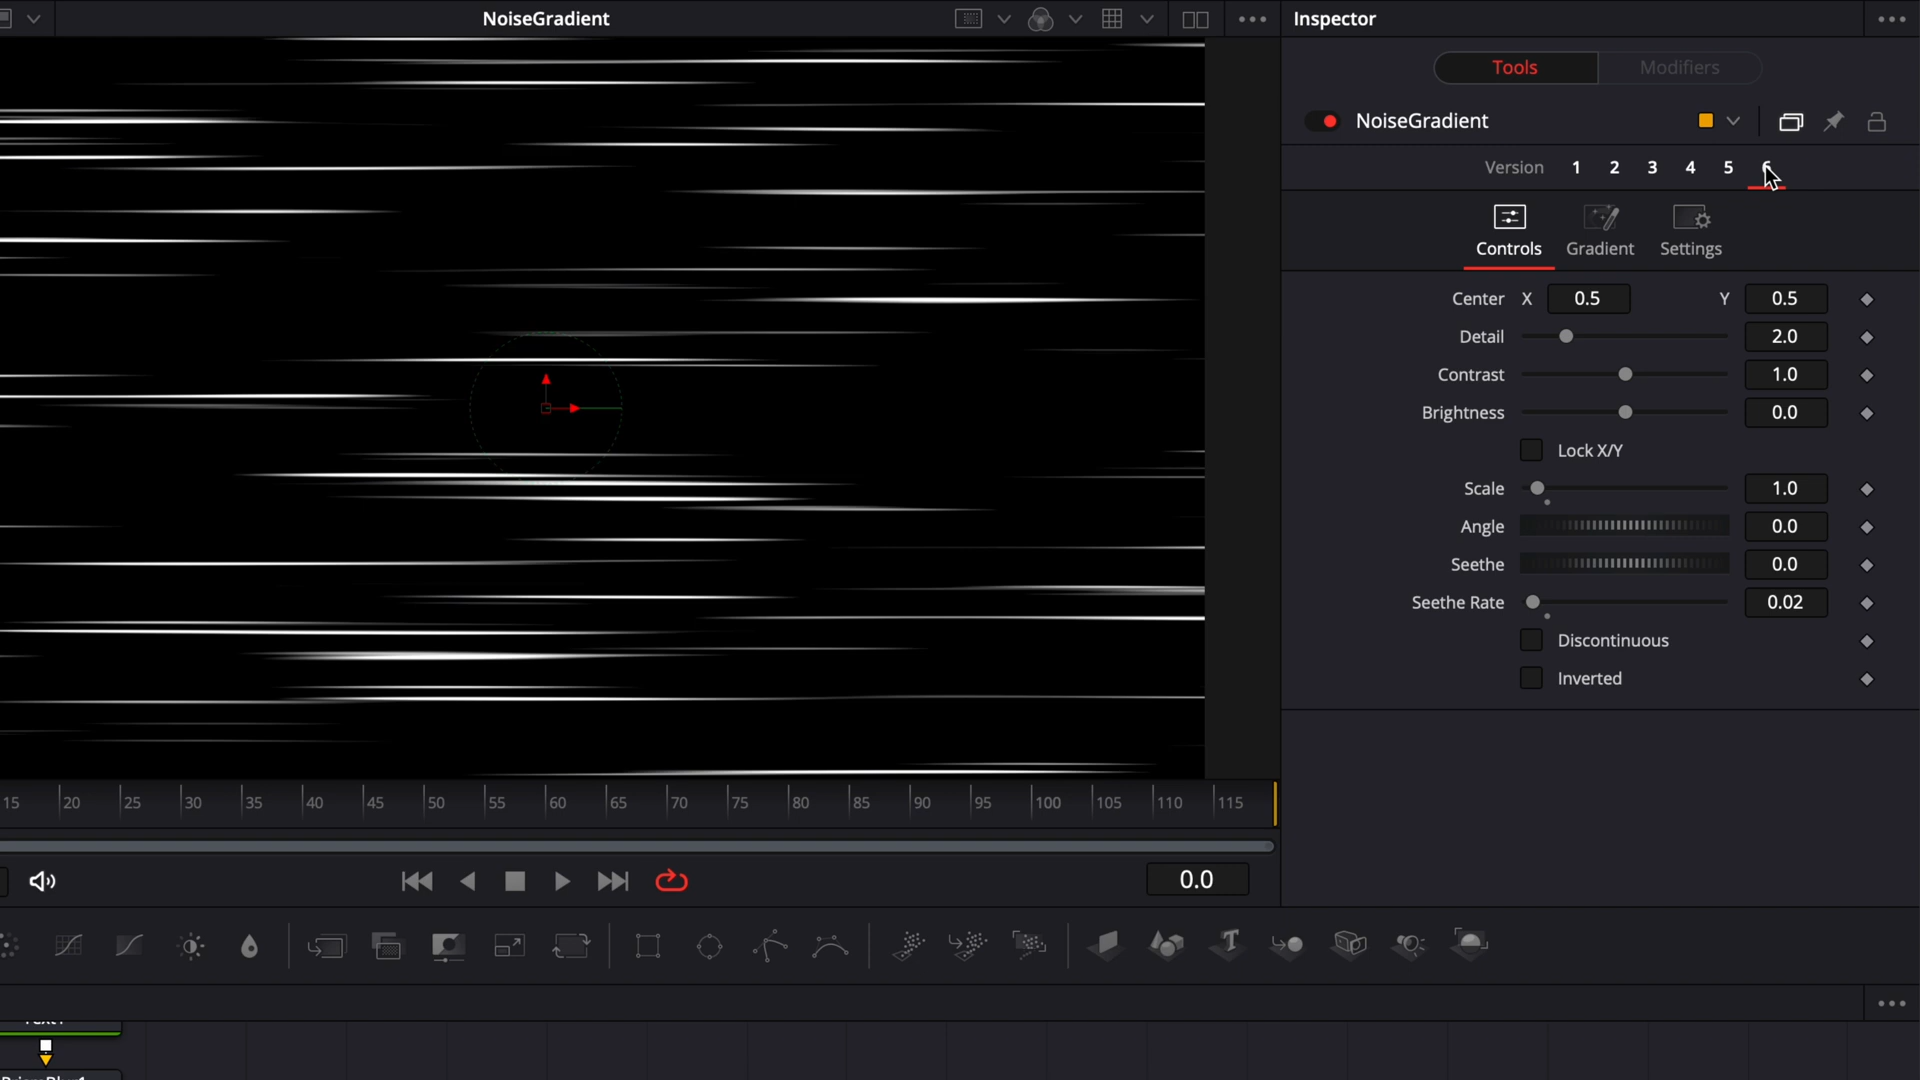 NoiseGradient
Inspector
Tools Modifiers
NoiseGradient
Version 1 2 3 4 5
Controls Gradient Settings
Center X 0.5 Y 0.5
Detail 2.0
Contrast 1.0
Brightness 0.0
Lock X/Y
Scale 1.0
Angle 0.0
Seethe 0.0
Seethe Rate 0.02
Discontinuous
Inverted
15 20 25 30 35 40 45 50 55 60 65 70 75 80 85 90 95 100 105 110 115
0.0